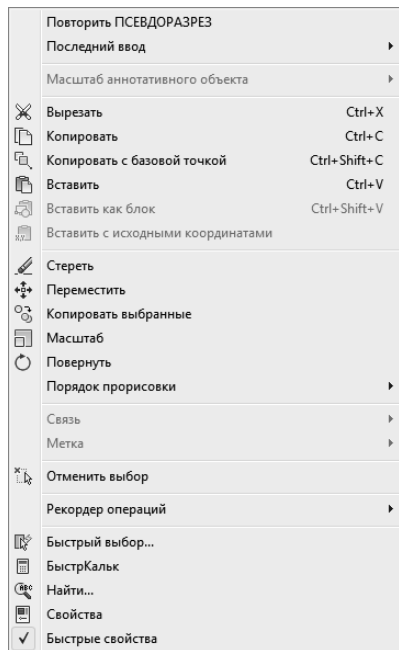 Повторить ПСЕВДОРАЗРЕЗ
Последний ввод
Масштаб аннотативного объекта
Вырезать Ctrl+X
Копировать Ctrl+C
Копировать с базовой точкой Ctrl+Shift+C
Вставить Ctrl+V
Вставить как блок Ctrl+Shift+V
Вставить с исходными координатами
Стереть
Переместить
Копировать выбранные
Масштаб
Повернуть
Порядок прорисовки
Связь
Метка
Отменить выбор
Рекордер операций
Быстрый выбор...
БыстрКальк
Найти...
Свойства
Быстрые свойства